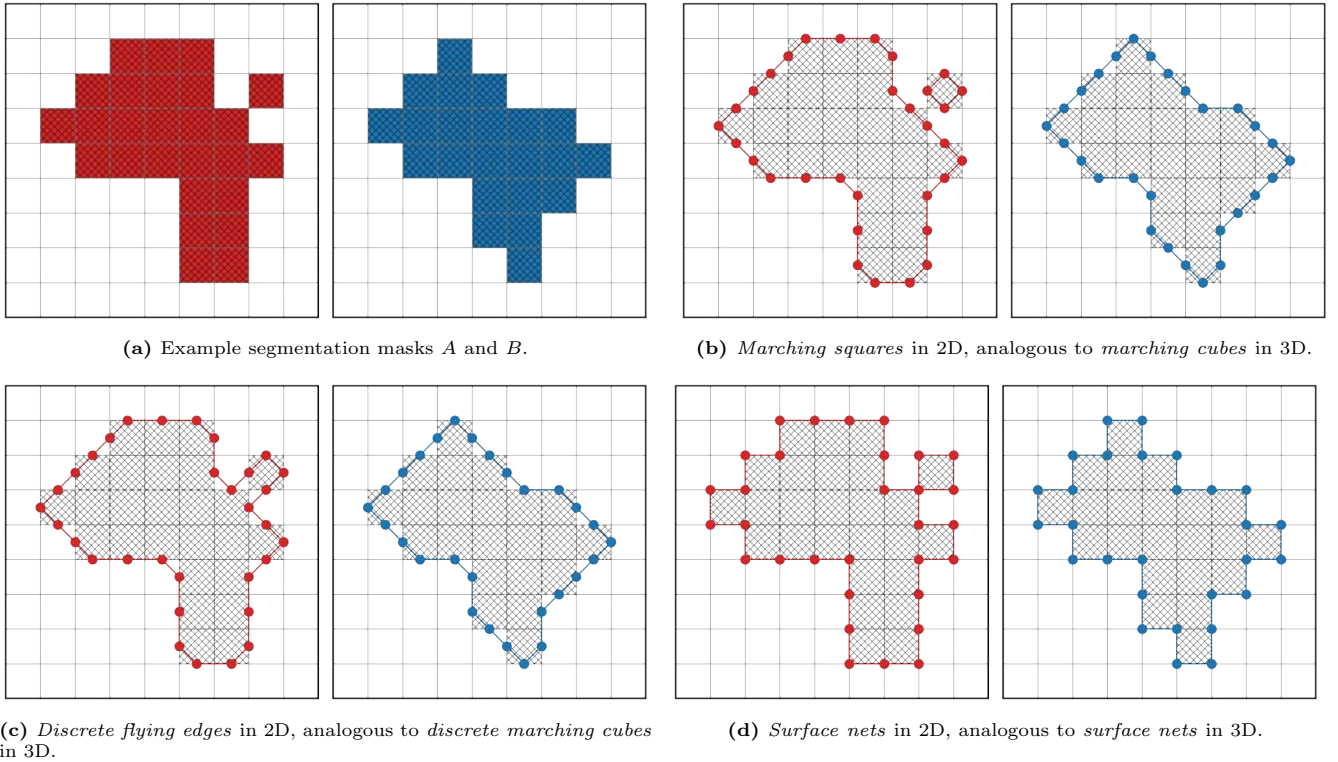 (a) Example segmentation masks A and B.
(b) Marching squares in 2D, analogous to marching cubes in 3D.
(c) Discrete flying edges in 2D, analogous to discrete marching cubes
in 3D.
(d) Surface nets in 2D, analogous to surface nets in 3D.